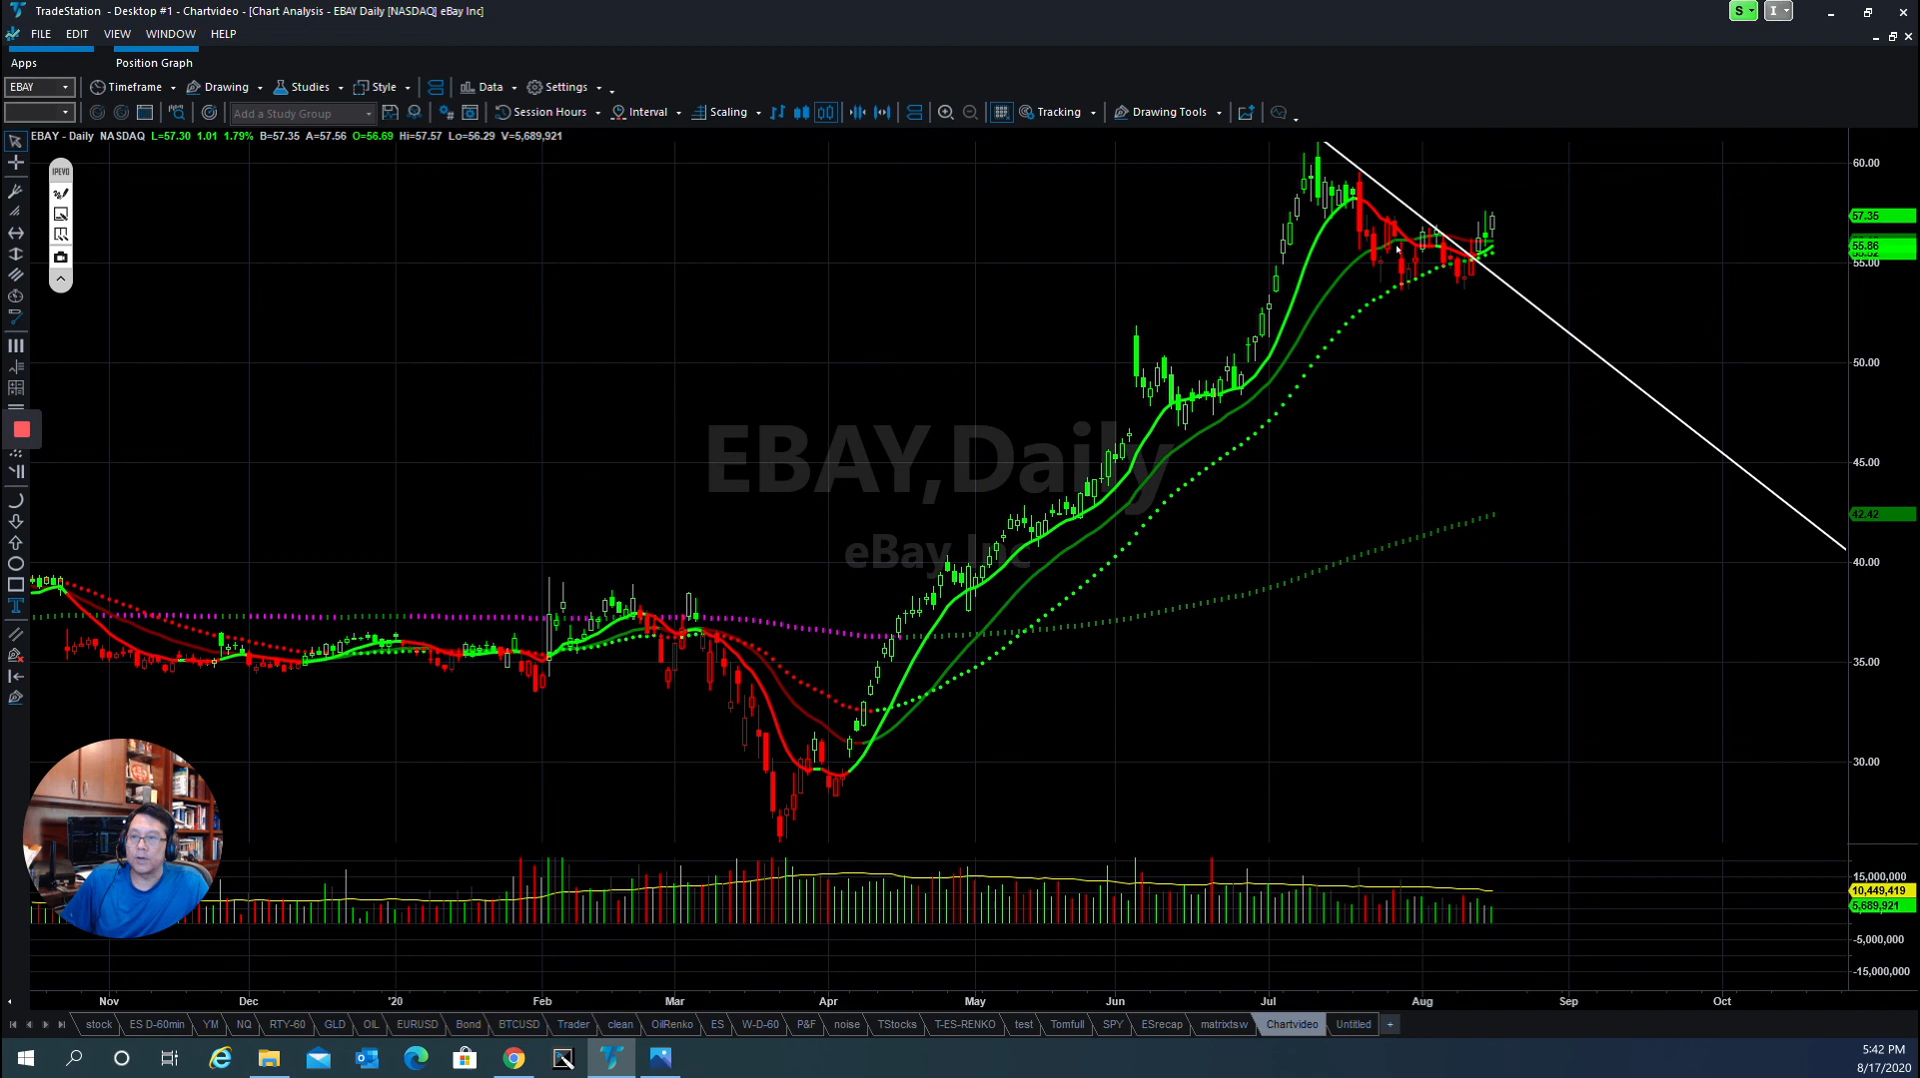 TradeStation - Desktop #1 - Chartvideo - [Chart Analysis - EBAY Daily [NASDAQ] eBay Inc]
S I
FILE EDIT VIEW WINDOW HELP
Apps Position Graph
EBAY Timeframe Drawing Studies Style Data Settings
Add a Study Group Session Hours Interval Scaling Tracking Drawing Tools
EBAY - Daily NASDAQ L=57.30 1.01 1.79% B=57.35 A=57.56 O=56.69 Hi=57.57 Lo=56.29 V=5,689,921
IPEVO
60.00
57.35
55.86
55.00
50.00
45.00
EBAY,Daily
eBay Inc
42.42
40.00
35.00
30.00
15,000,000
10,449,419
5,689,921
-5,000,000
-15,000,000
Nov Dec '20 Feb Mar Apr May Jun Jul Aug Sep Oct
stock ES D-60min YM NQ RTY-60 GLD OIL EURUSD Bond BTCUSD Trader clean OilRenko ES W-D-60 P&F noise TStocks T-ES-RENKO test Tomfull SPY ESrecap matrixtsw Chartvideo Untitled +
5:42 PM
8/17/2020